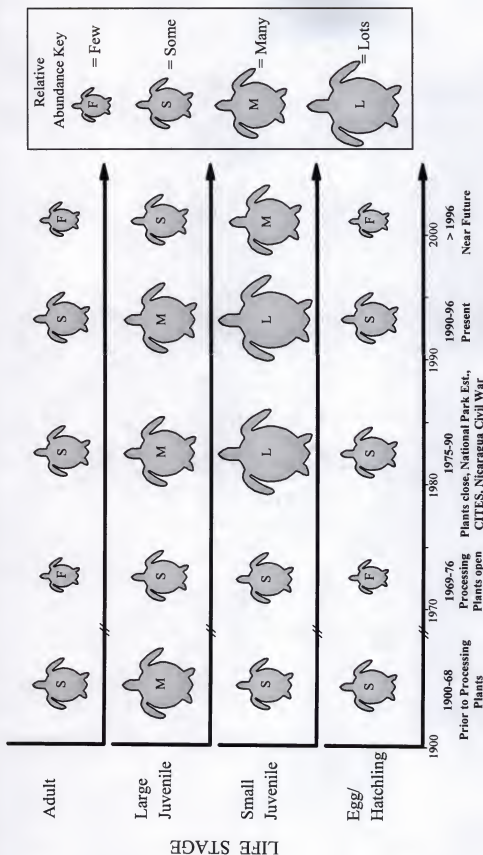 Relative
Abundance Key
F = Few
S = Some
M = Many
L = Lots
LIFE STAGE
Adult
S F S S F
Large
Juvenile
M S M M S
Small
Juvenile
S S L L M
Egg/
Hatchling
S F S S F
1900 1970 1980 1990 2000
1900-68 1969-76 1975-90 1990-96 > 1996
Prior to Processing Processing Plants close, National Park Est., Present Near Future
Plants Plants open CITES, Nicaragua Civil War